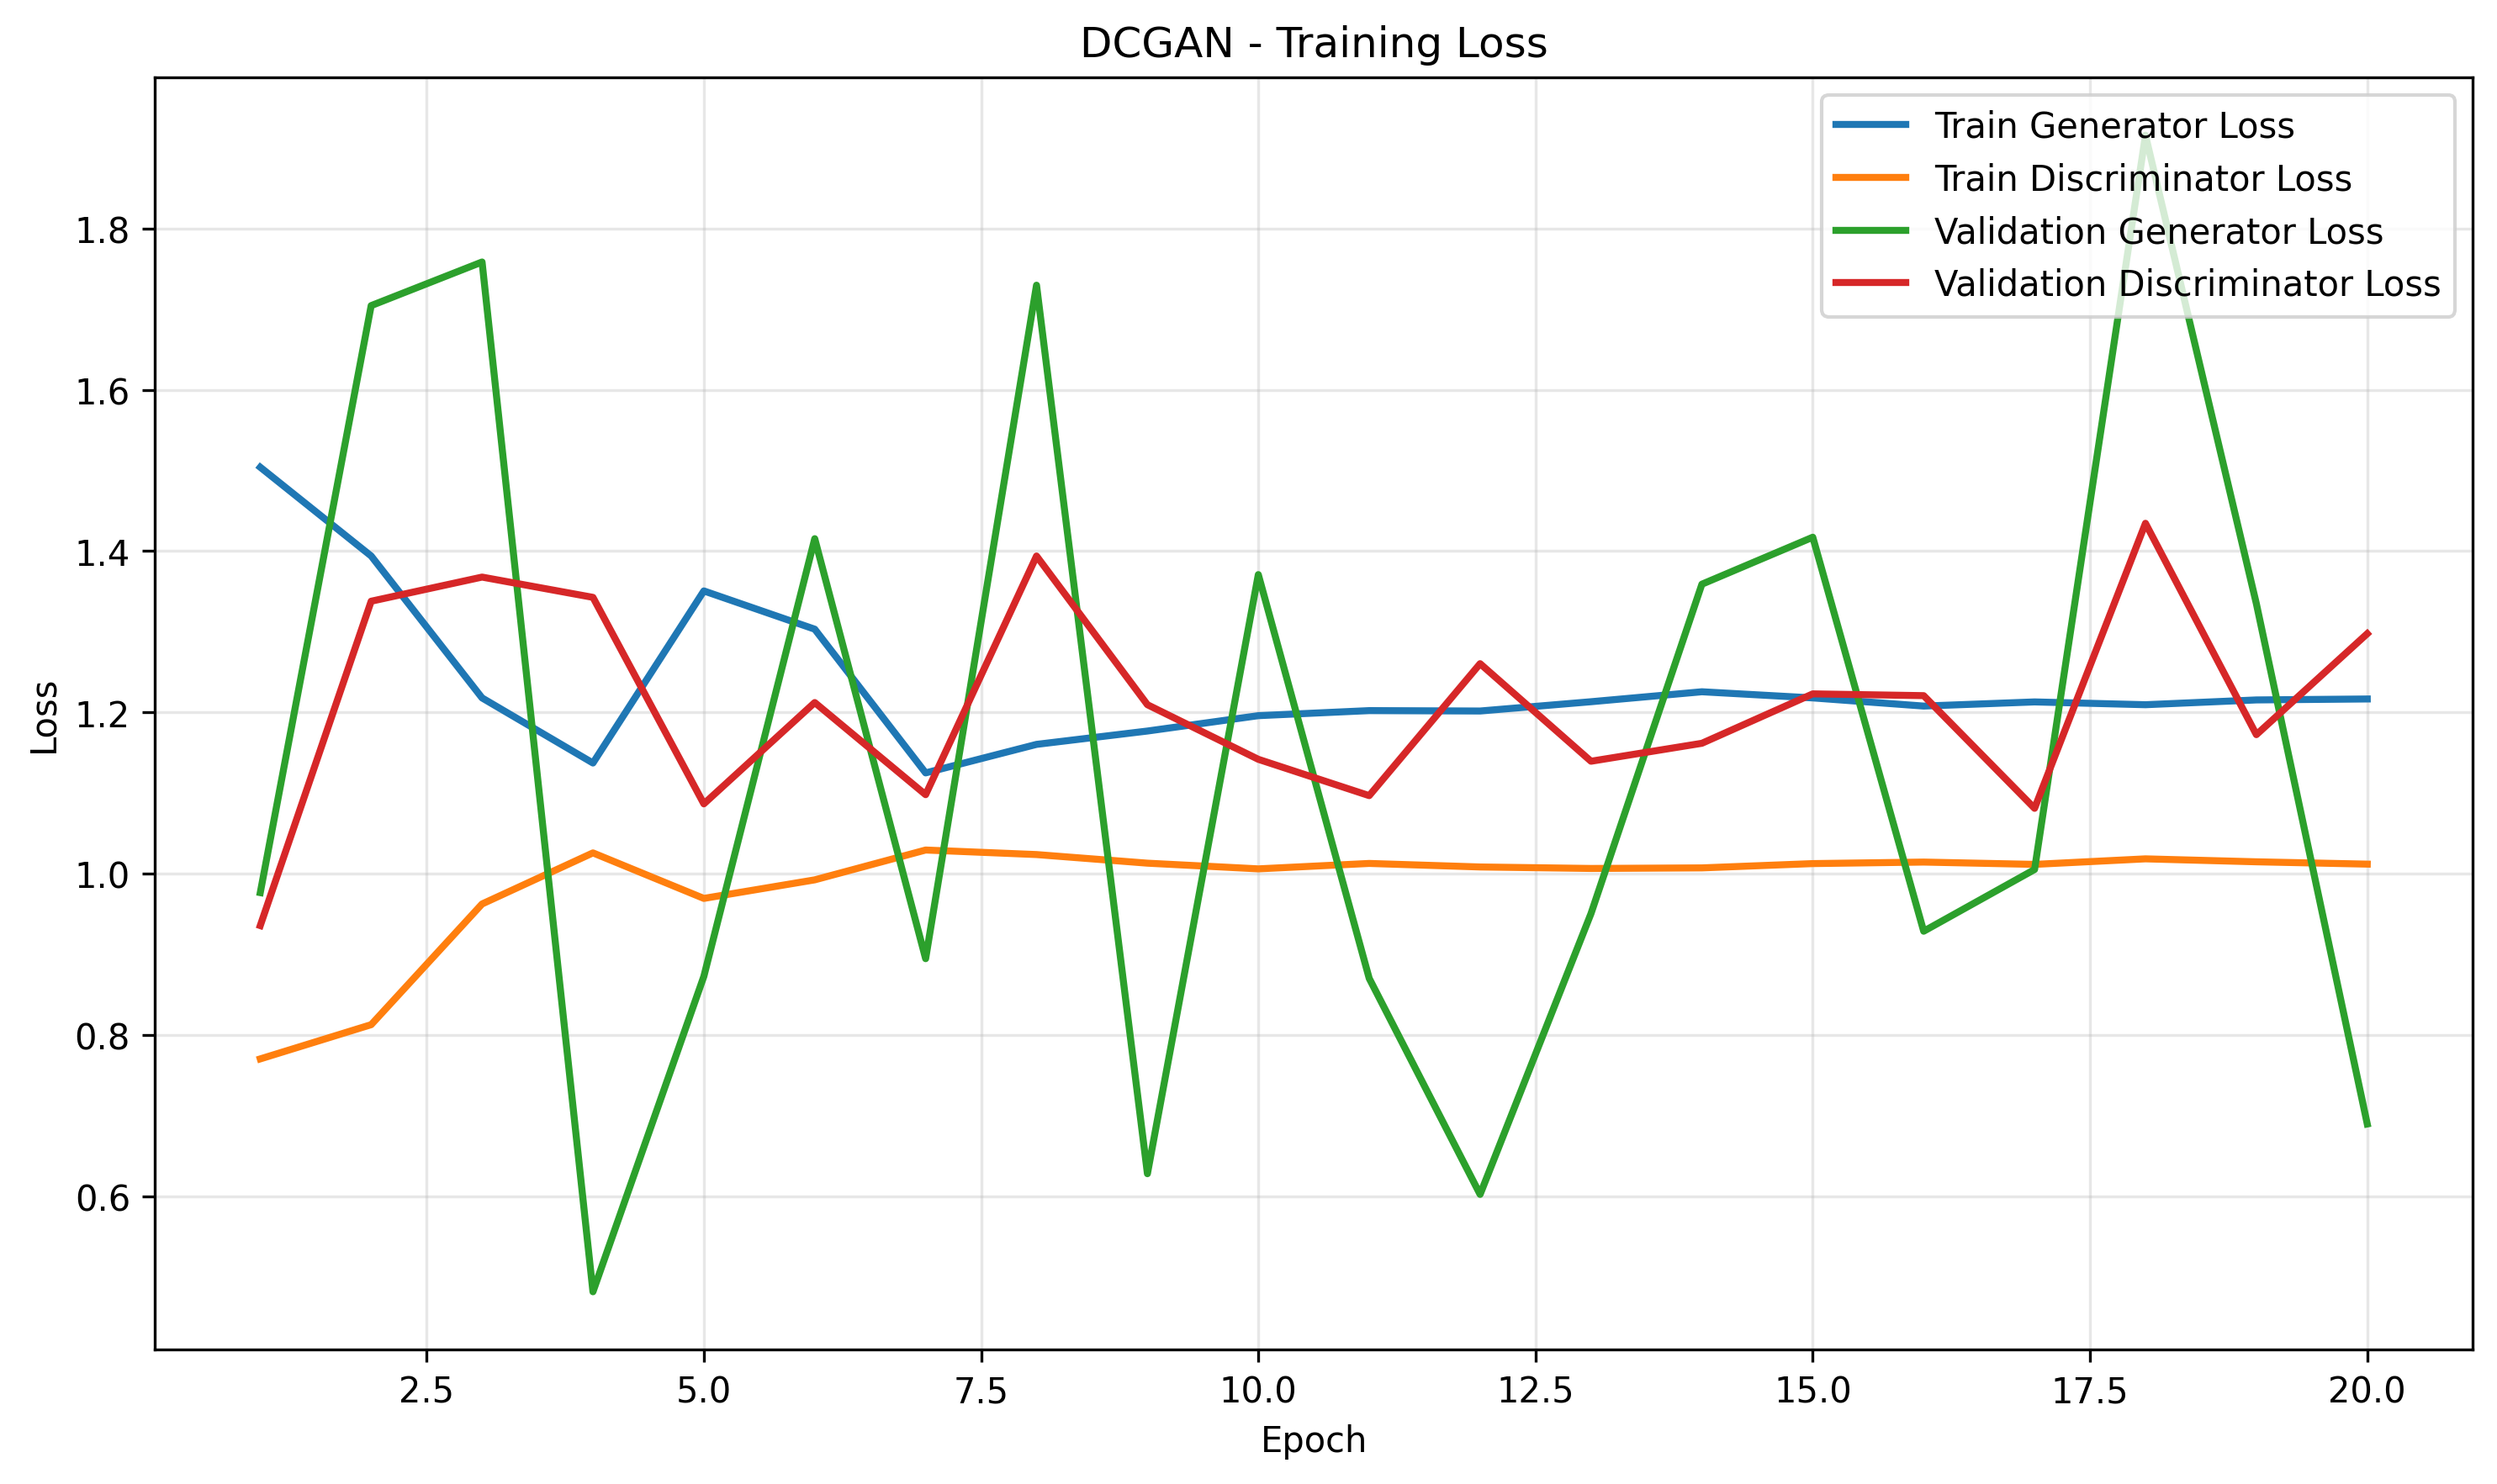 DCGAN - Training Loss
Train Generator Loss
Train Discriminator Loss
Validation Generator Loss
Validation Discriminator Loss
1.8
1.6
1.4
1.2
1.0
0.8
0.6
Loss
2.5 5.0 7.5 10.0 12.5 15.0 17.5 20.0
Epoch